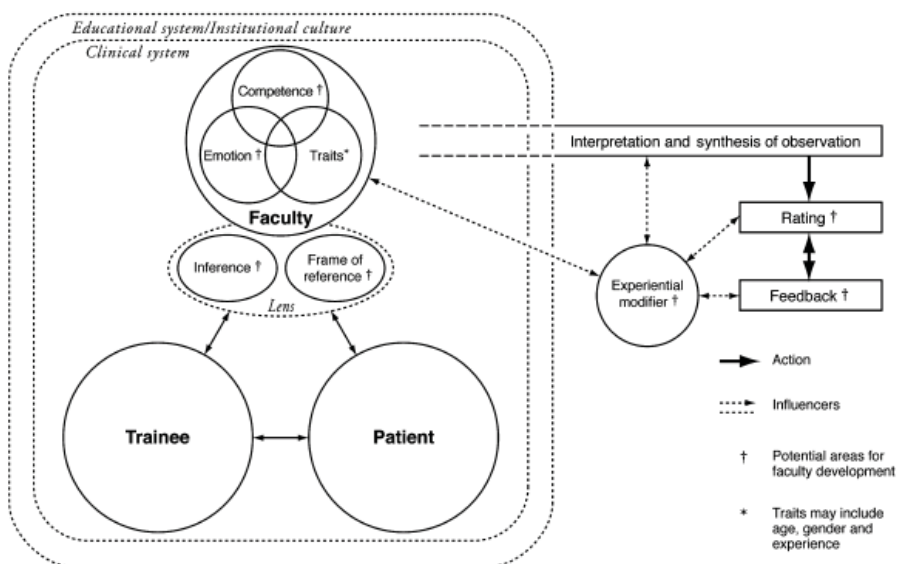 Educational system/Institutional culture
Clinical system
Competence †
Emotion †
Traits*
Faculty
Inference †
Frame of
reference †
Lens
Trainee
Patient
Interpretation and synthesis of observation
Rating †
Experiential
modifier †
Feedback †
Action
Influencers
† Potential areas for
faculty development
* Traits may include
age, gender and
experience